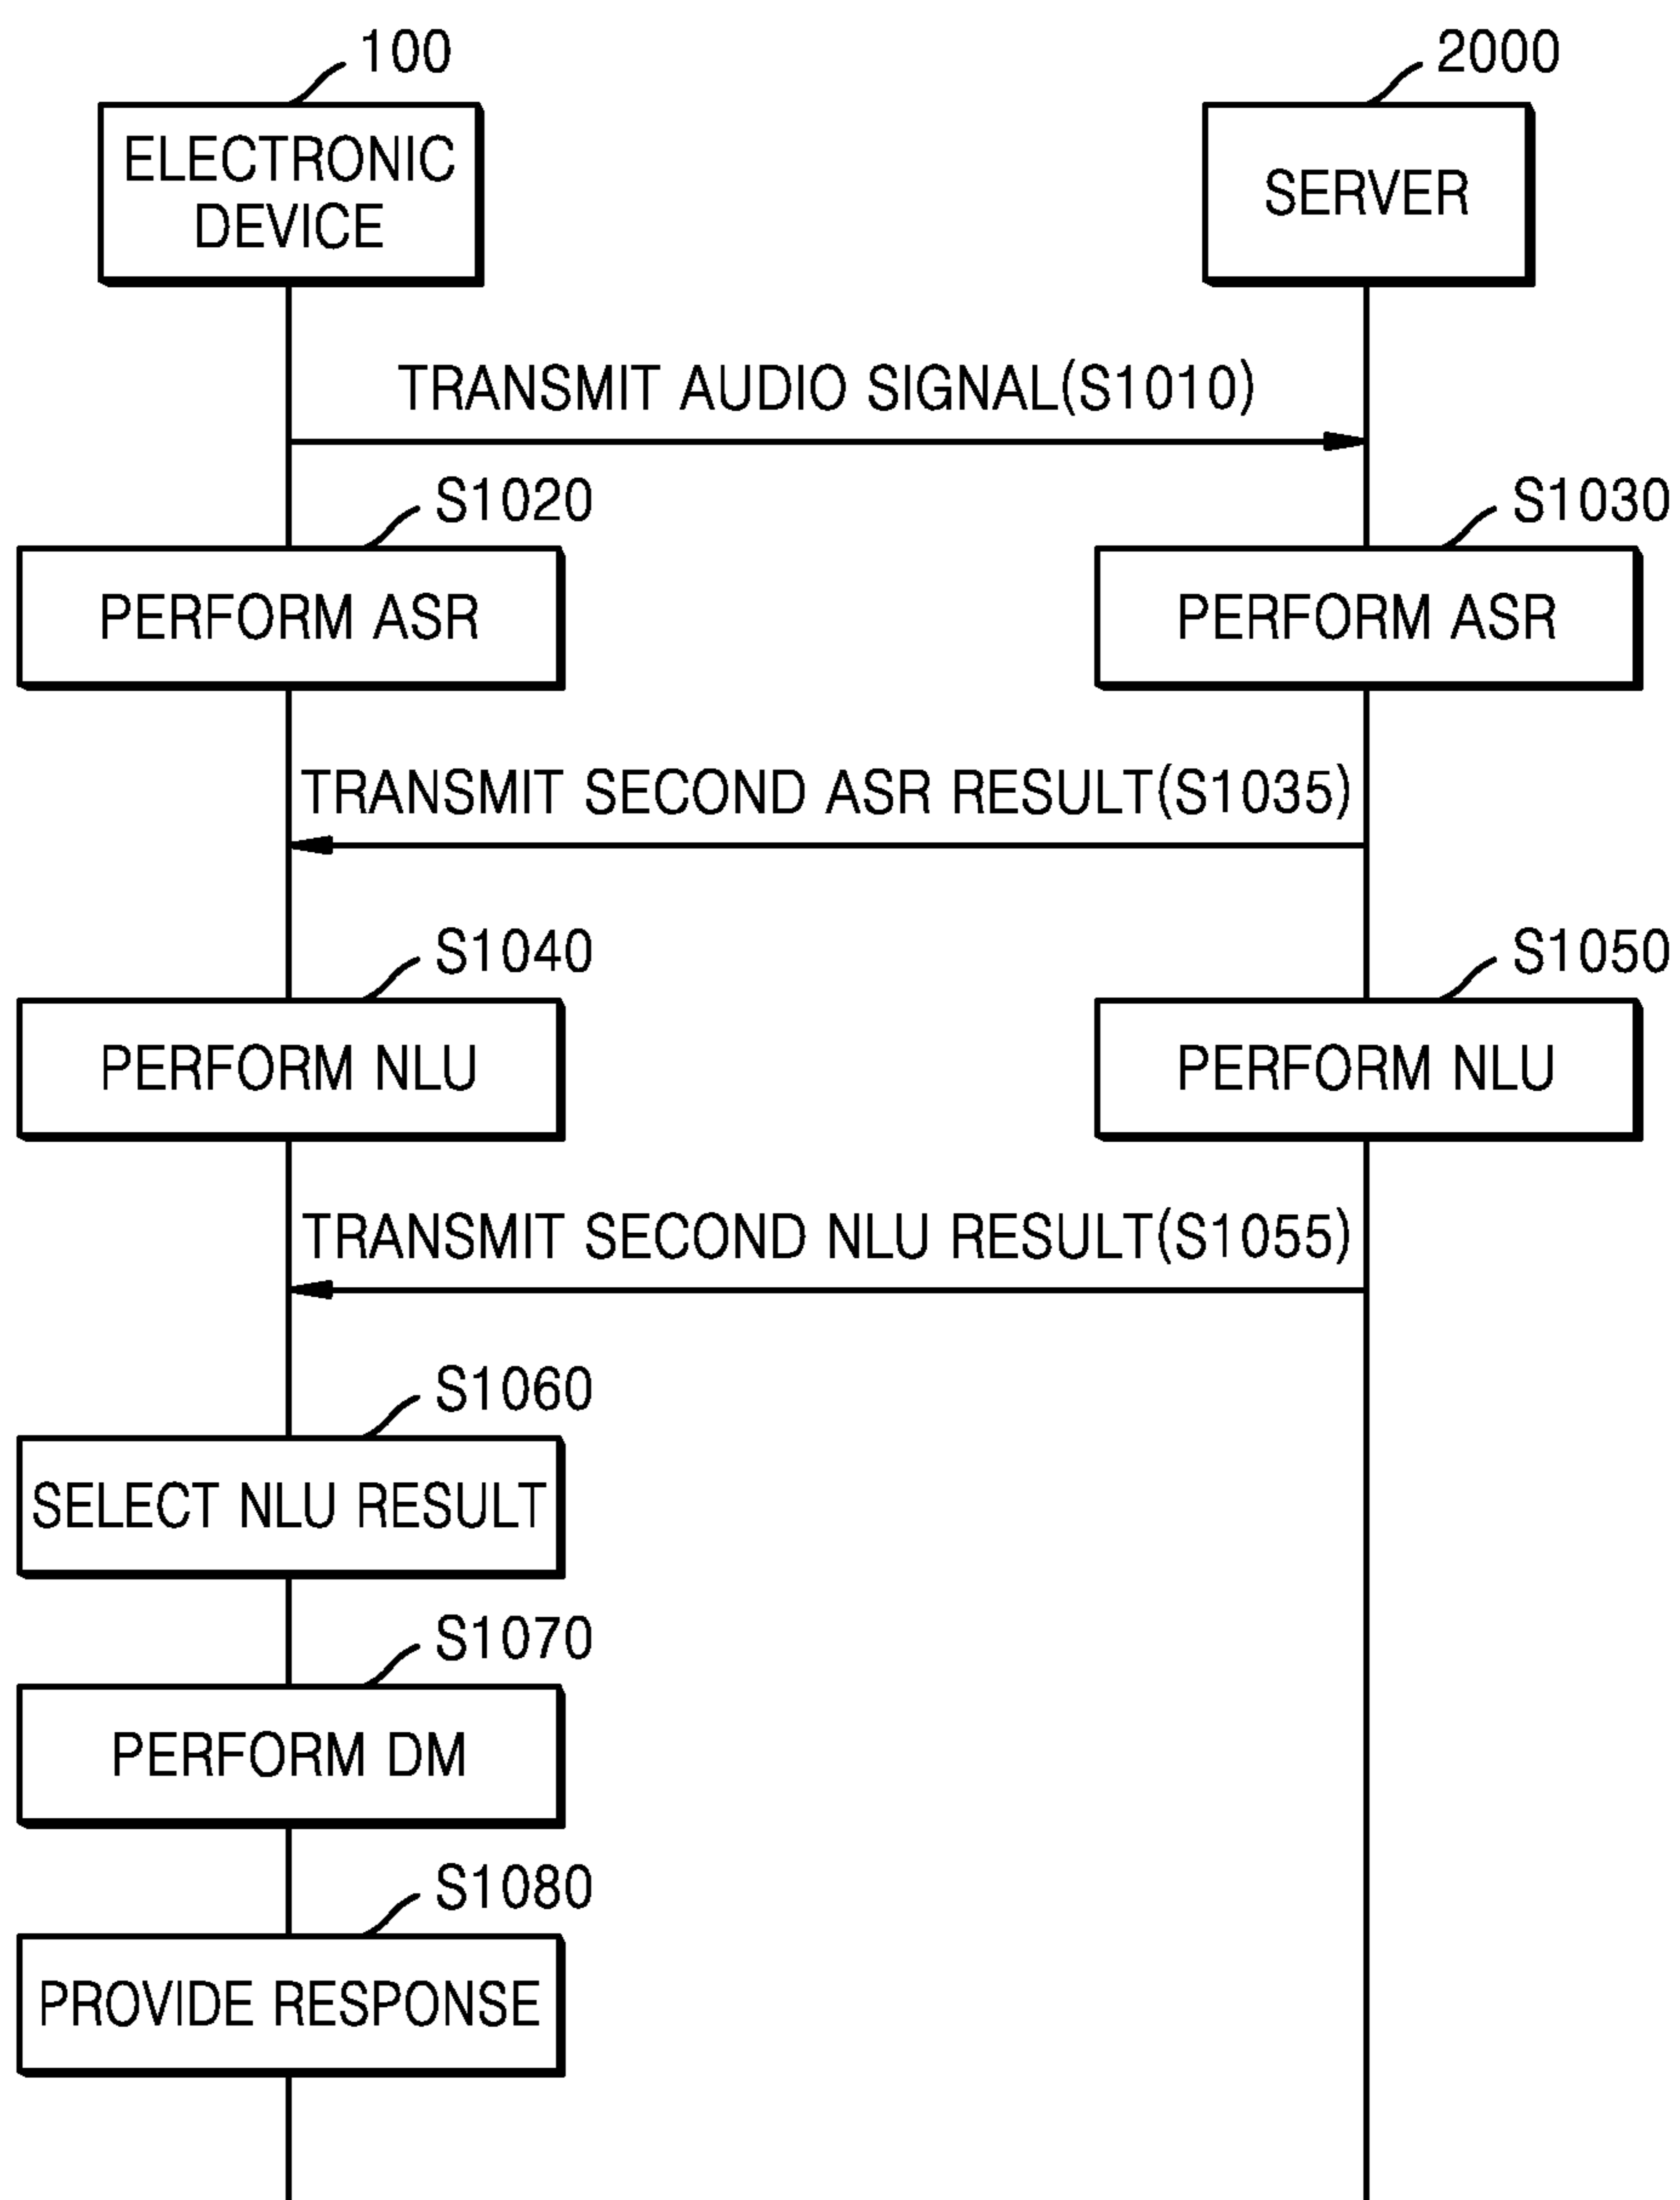 100
2000
ELECTRONIC
DEVICE
SERVER
TRANSMIT AUDIO SIGNAL(S1010)
S1020
S1030
PERFORM ASR
PERFORM ASR
TRANSMIT SECOND ASR RESULT(S1035)
S1040
S1050
PERFORM NLU
PERFORM NLU
TRANSMIT SECOND NLU RESULT(S1055)
S1060
SELECT NLU RESULT
S1070
PERFORM DM
S1080
PROVIDE RESPONSE